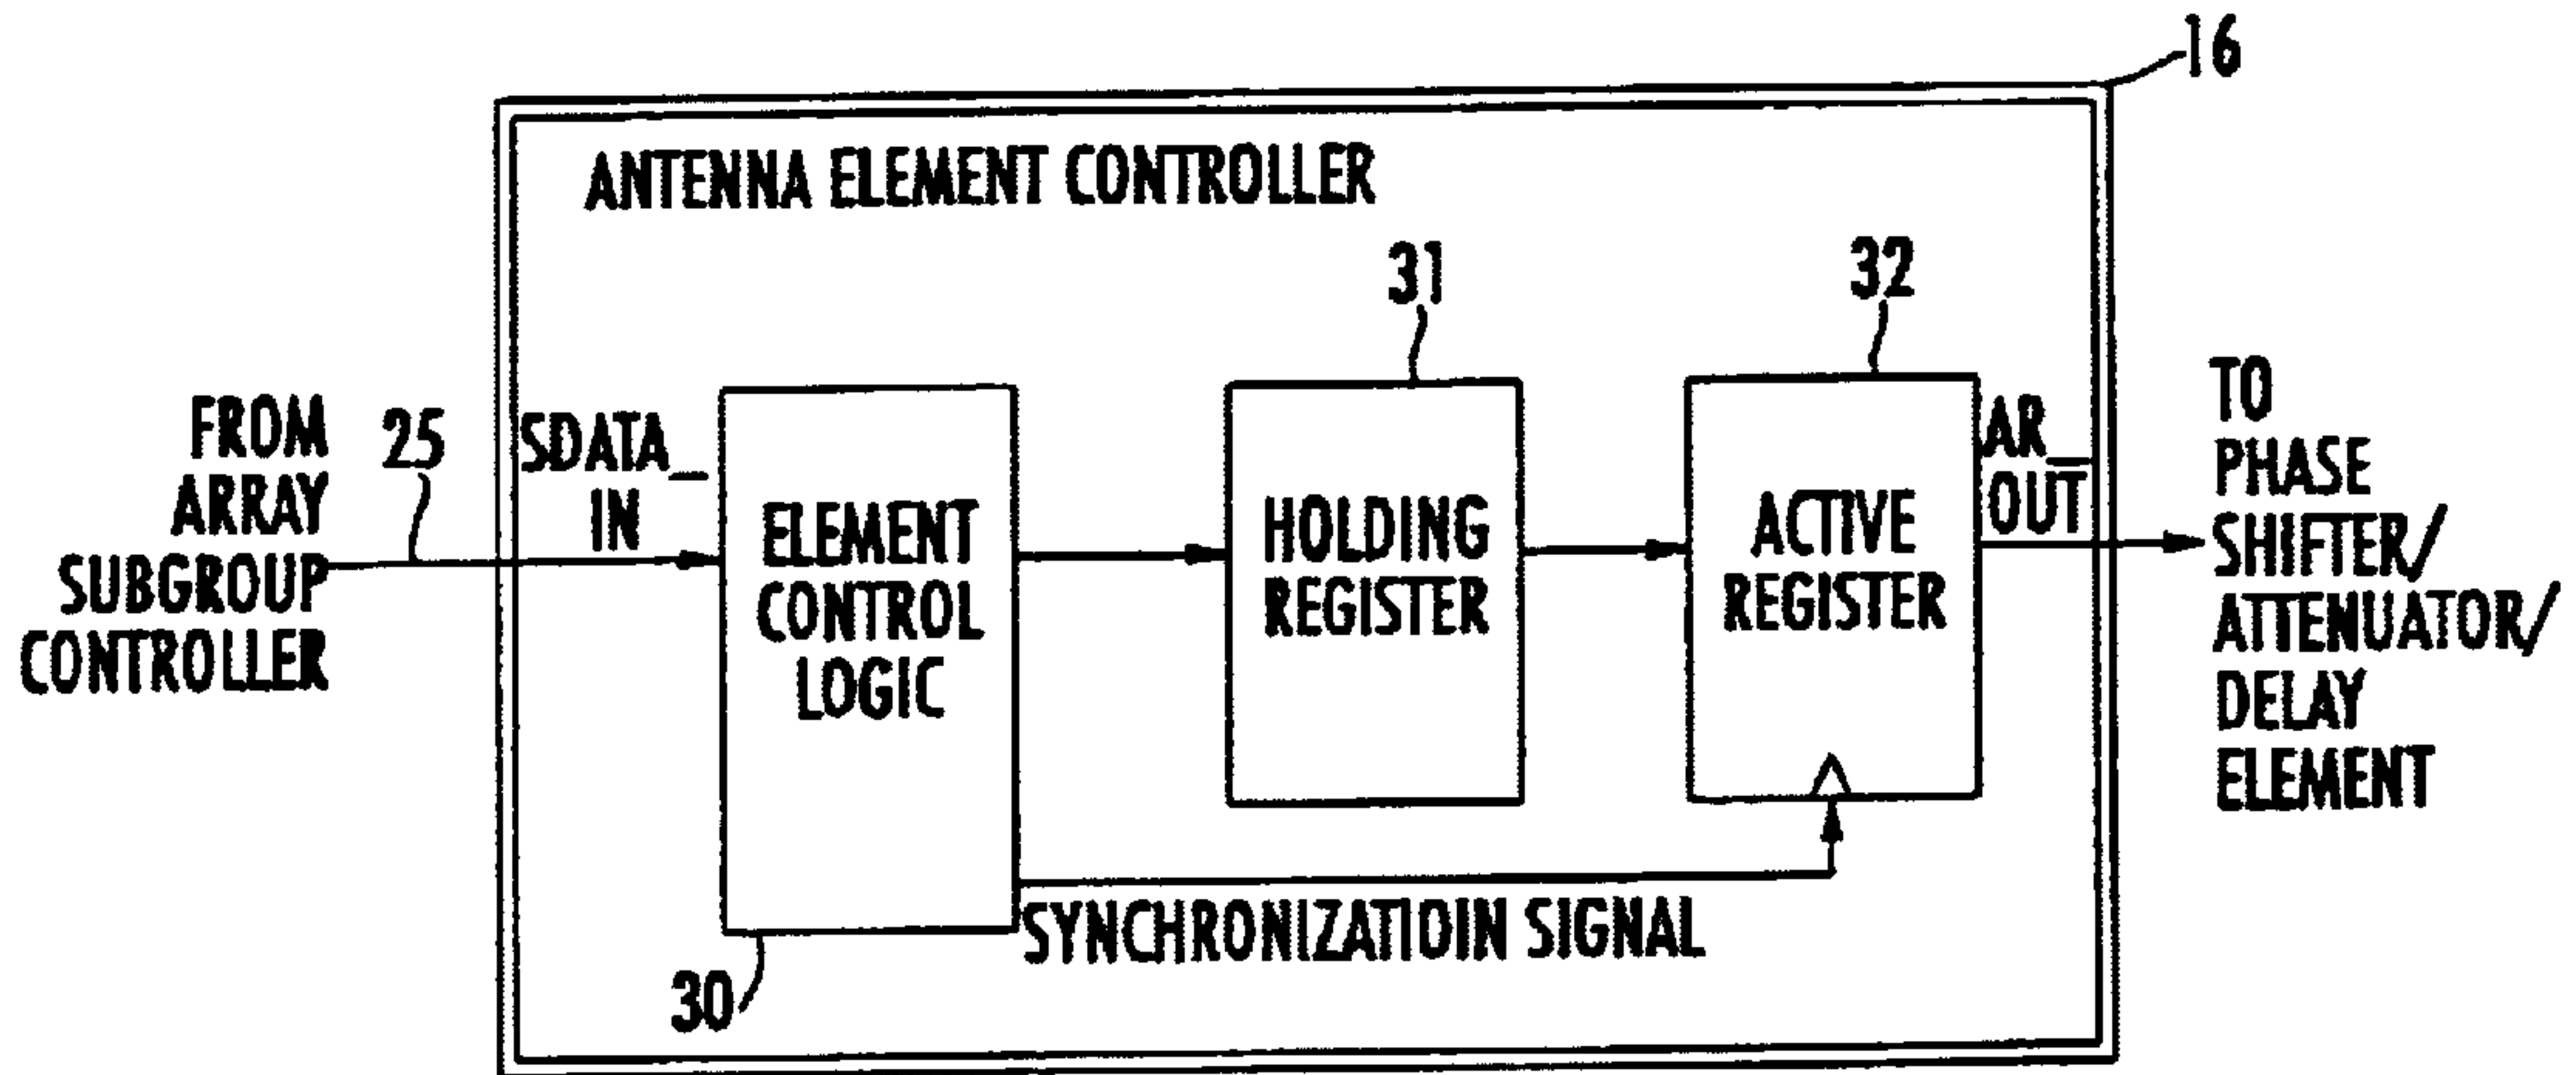 16
ANTENNA ELEMENT CONTROLLER
31
32
FROM
ARRAY
SUBGROUP
CONTROLLER
25
SDATA_
IN
ELEMENT
CONTROL
LOGIC
HOLDING
REGISTER
ACTIVE
REGISTER
AR_
OUT
TO
PHASE
SHIFTER/
ATTENUATOR/
DELAY
ELEMENT
SYNCHRONIZATIOIN SIGNAL
30